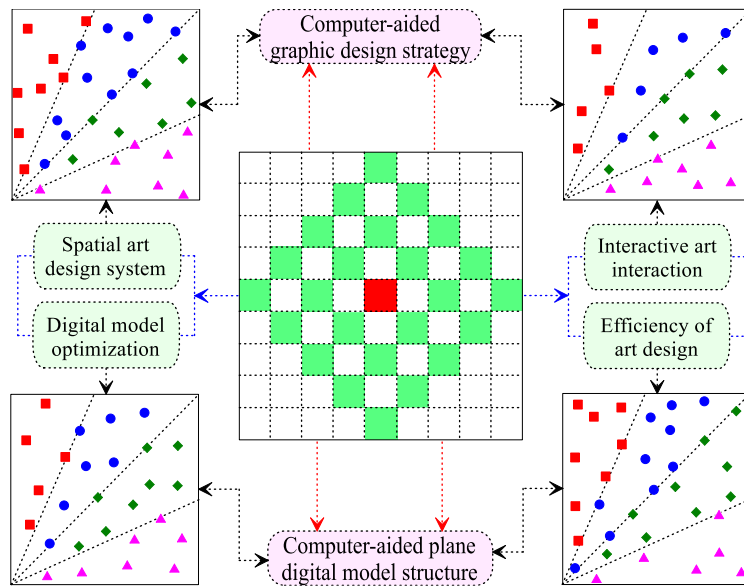 Computer-aided
graphic design strategy
Spatial art
design system
Interactive art
interaction
Digital model
optimization
Efficiency of
art design
Computer-aided plane
digital model structure